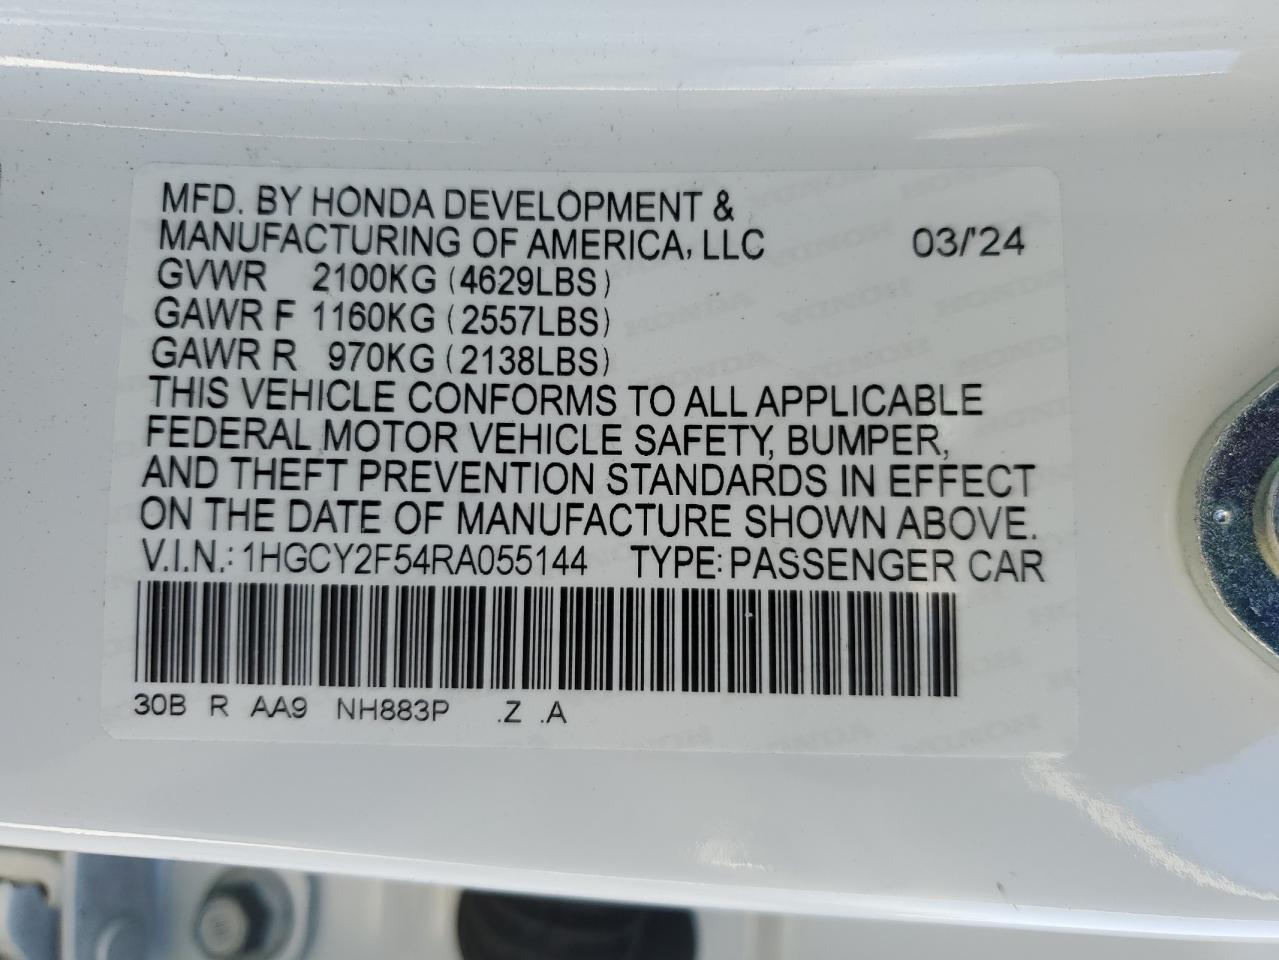 MFD. BY HONDA DEVELOPMENT &
MANUFACTURING OF AMERICA, LLC 03/'24
GVWR 2100KG (4629LBS)
GAWR F 1160KG (2557LBS)
GAWR R 970KG (2138LBS)
THIS VEHICLE CONFORMS TO ALL APPLICABLE
FEDERAL MOTOR VEHICLE SAFETY, BUMPER,
AND THEFT PREVENTION STANDARDS IN EFFECT
ON THE DATE OF MANUFACTURE SHOWN ABOVE.
V.I.N.: 1HGCY2F54RA055144 TYPE: PASSENGER CAR
30B R AA9 NH883P .Z .A